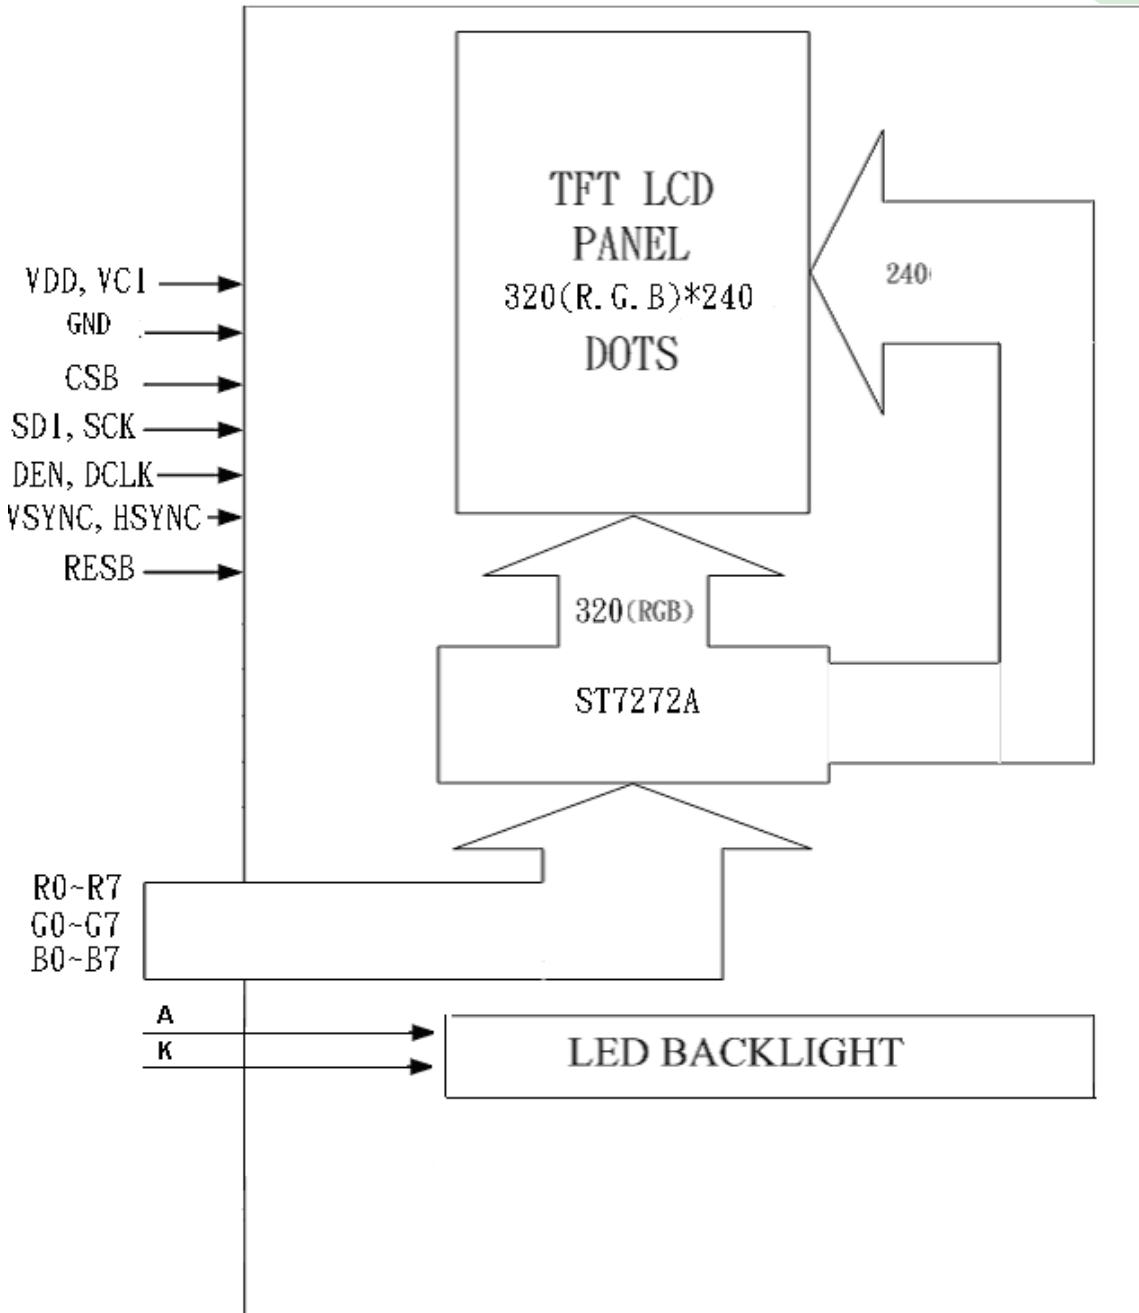 TFT LCD
PANEL
320(R.G.B)*240
DOTS
240(
VDD, VCI
GND
CSB
SDI, SCK
DEN, DCLK
VSYNC, HSYNC
RESB
320(RGB)
ST7272A
R0~R7
G0~G7
B0~B7
A
K
LED BACKLIGHT